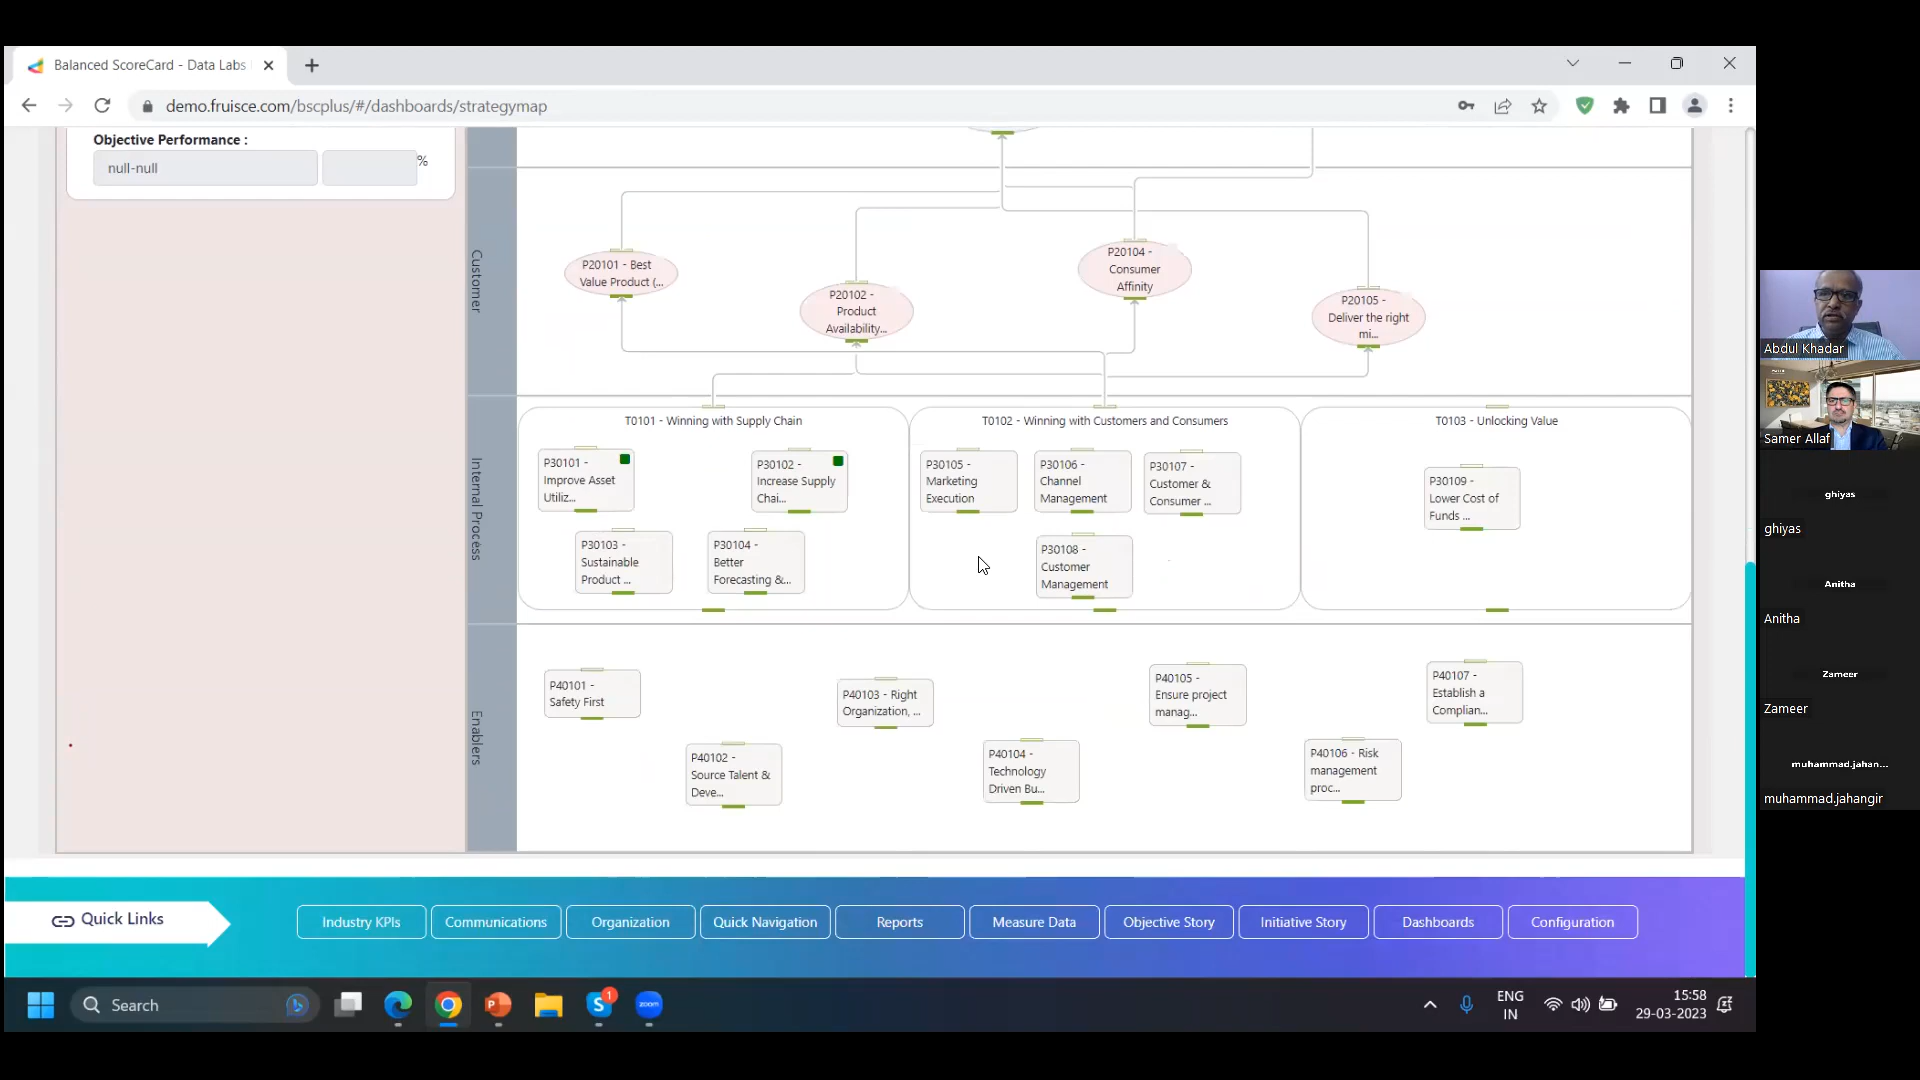 Balanced ScoreCard - Data Labs
demo.fruisce.com/bscplus/#/dashboards/strategymap
Objective Performance :
null-null
%
Customer
P20101 - Best
Value Product (...
P20102 -
Product
Availability...
P20104 -
Consumer
Affinity
P20105 -
Deliver the right
mi...
Internal Process
T0101 - Winning with Supply Chain
P30101 -
Improve Asset
Utiliz...
P30102 -
Increase Supply
Chai...
P30103 -
Sustainable
Product ...
P30104 -
Better
Forecasting &...
T0102 - Winning with Customers and Consumers
P30105 -
Marketing
Execution
P30106 -
Channel
Management
P30107 -
Customer &
Consumer ...
P30108 -
Customer
Management
T0103 - Unlocking Value
P30109 -
Lower Cost of
Funds ...
Enablers
P40101 -
Safety First
P40102 -
Source Talent &
Deve...
P40103 - Right
Organization, ...
P40104 -
Technology
Driven Bu...
P40105 -
Ensure project
manag...
P40106 - Risk
management
proc...
P40107 -
Establish a
Complian...
Quick Links
Industry KPIs
Communications
Organization
Quick Navigation
Reports
Measure Data
Objective Story
Initiative Story
Dashboards
Configuration
Search
1
zoom
ENG
IN
15:58
29-03-2023
Abdul Khadar
Samer Allaf
ghiyas
ghiyas
Anitha
Anitha
Zameer
Zameer
muhammad.jahan...
muhammad.jahangir